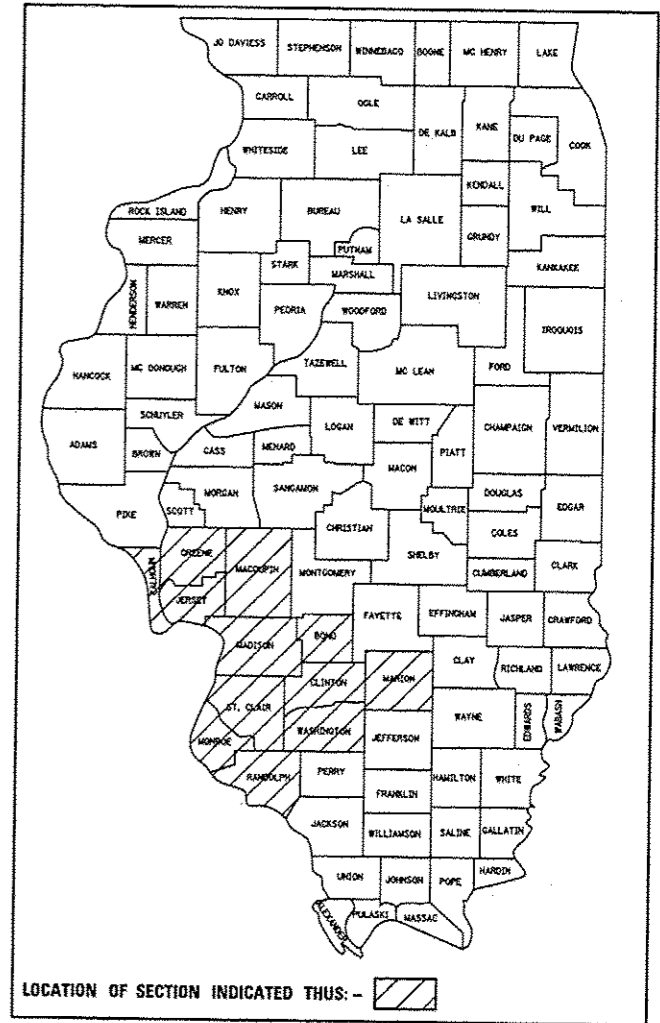 JO DAVIESS
STEPHENSON
WINNEBAGO
BOONE
MC HENRY
LAKE
CARROLL
OGLE
DE KALB
KANE
DU PAGE
COOK
WHITESIDE
LEE
KENDALL
WILL
ROCK ISLAND
HENRY
BUREAU
LA SALLE
GRUNDY
MERCER
PUTNAM
STARK
MARSHALL
KANKAKEE
HENDERSON
WARREN
KNOX
PEORIA
WOODFORD
LIVINGSTON
IROQUOIS
HANCOCK
MC DONOUGH
FULTON
TAZEWELL
MC LEAN
FORD
MASON
SCHUYLER
LOGAN
DE WITT
CHAMPAIGN
VERMILION
ADAMS
BROWN
CASS
MENARD
MACON
PIATT
PIKE
SCOTT
MORGAN
SANGAMON
CHRISTIAN
MOULTRIE
DOUGLAS
EDGAR
COLES
SHELBY
CALHOUN
GREENE
MACOUPIN
MONTGOMERY
CUMBERLAND
CLARK
JERSEY
FAYETTE
EFFINGHAM
JASPER
CRAWFORD
MADISON
BOND
CLAY
RICHLAND
LAWRENCE
CLINTON
MARION
ST. CLAIR
WAYNE
EDWARDS
WABASH
MONROE
WASHINGTON
JEFFERSON
RANDOLPH
PERRY
HAMILTON
WHITE
FRANKLIN
JACKSON
WILLIAMSON
SALINE
GALLATIN
UNION
JOHNSON
POPE
HARDIN
ALEXANDER
PULASKI
MASSAC
LOCATION OF SECTION INDICATED THUS: -